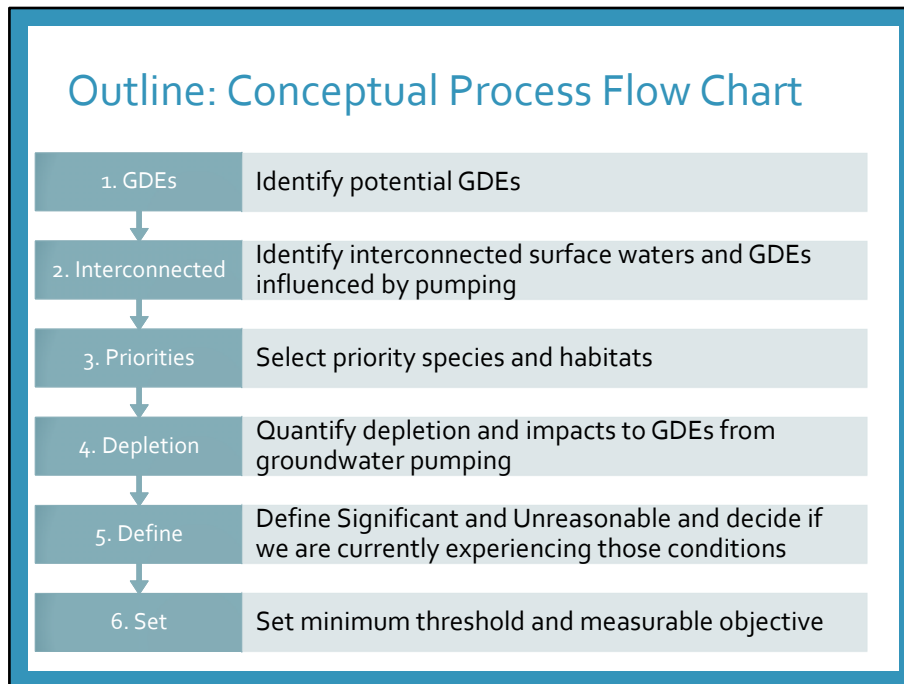 Outline: Conceptual Process Flow Chart
1. GDEs
Identify potential GDEs
2. Interconnected
Identify interconnected surface waters and GDEs
influenced by pumping
3. Priorities
Select priority species and habitats
4. Depletion
Quantify depletion and impacts to GDEs from
groundwater pumping
5. Define
Define Significant and Unreasonable and decide if
we are currently experiencing those conditions
6. Set
Set minimum threshold and measurable objective